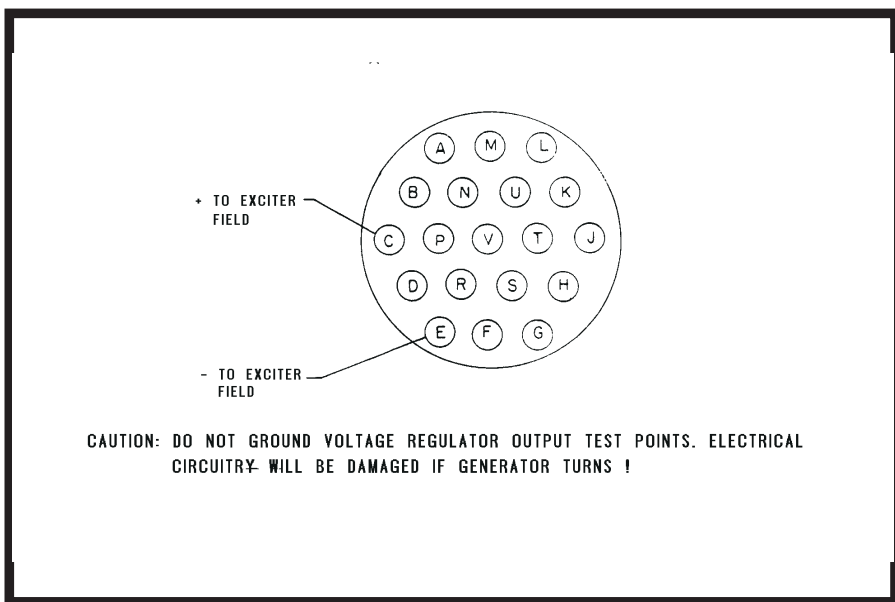 A M L
B N U K
+ TO EXCITER
FIELD
C P V T J
D R S H
E F G
- TO EXCITER
FIELD
CAUTION: DO NOT GROUND VOLTAGE REGULATOR OUTPUT TEST POINTS. ELECTRICAL
CIRCUITRY WILL BE DAMAGED IF GENERATOR TURNS !